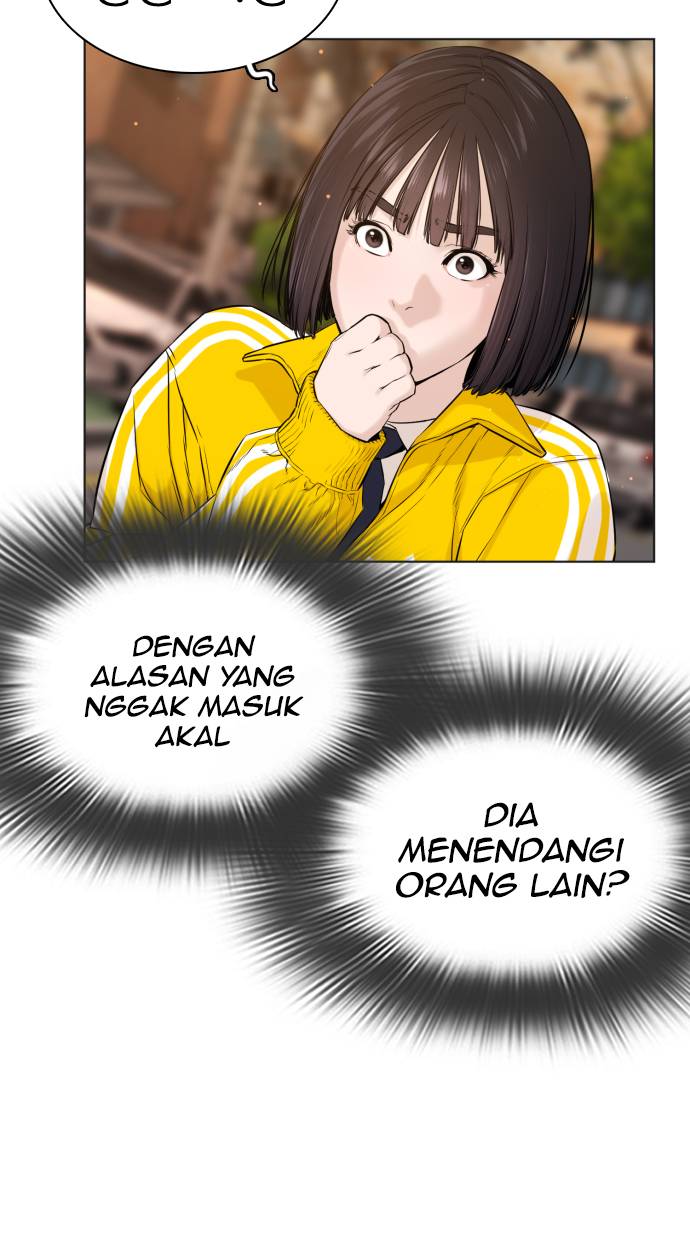 DENGAN
ALASAN YANG
NGGAK MASUK
AKAL
DIA
MENENDANGI
ORANG LAIN?